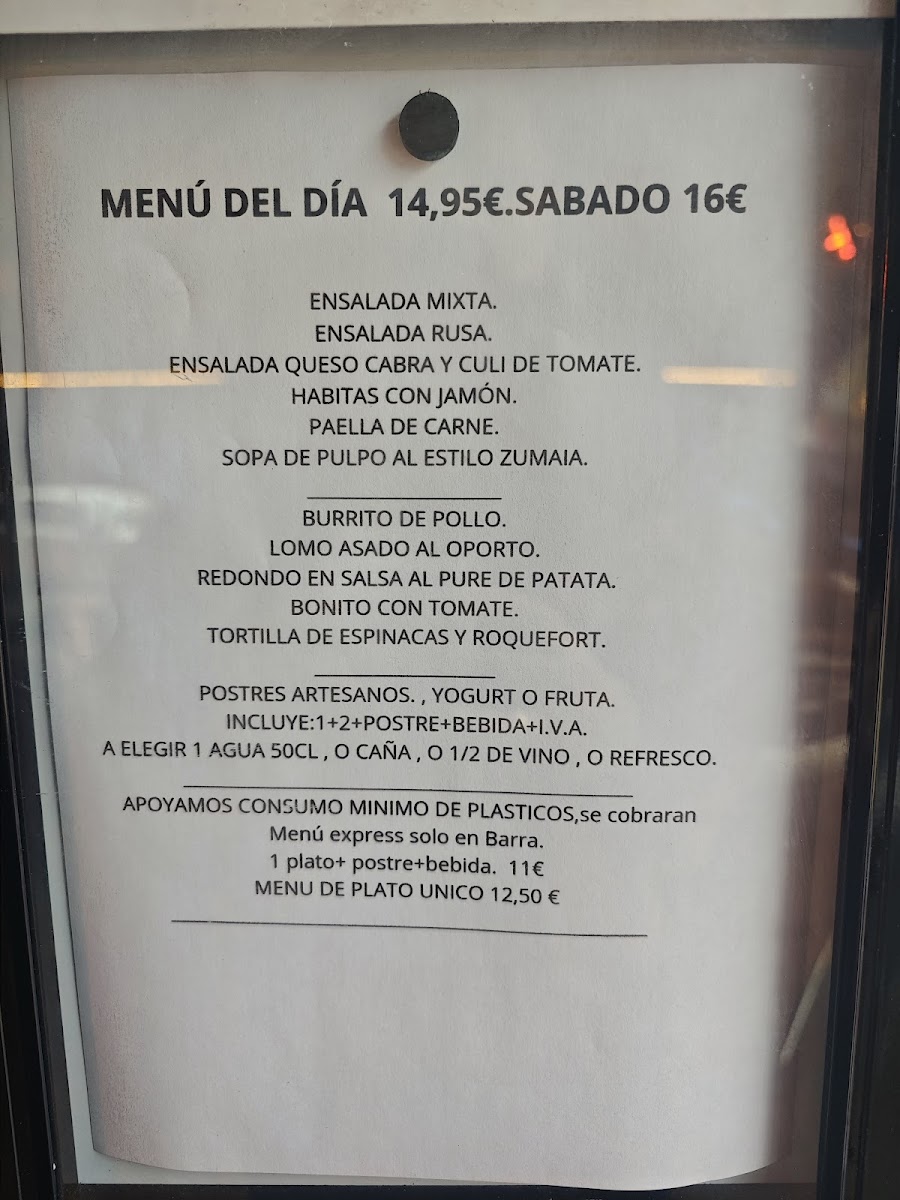 MENÚ DEL DÍA 14,95€.SABADO 16€
ENSALADA MIXTA.
ENSALADA RUSA.
ENSALADA QUESO CABRA Y CULI DE TOMATE.
HABITAS CON JAMÓN.
PAELLA DE CARNE.
SOPA DE PULPO AL ESTILO ZUMAIA.
BURRITO DE POLLO.
LOMO ASADO AL OPORTO.
REDONDO EN SALSA AL PURE DE PATATA.
BONITO CON TOMATE.
TORTILLA DE ESPINACAS Y ROQUEFORT.
POSTRES ARTESANOS. , YOGURT O FRUTA.
INCLUYE:1+2+POSTRE+BEBIDA+I.V.A.
A ELEGIR 1 AGUA 50CL , O CAÑA , O 1/2 DE VINO , O REFRESCO.
APOYAMOS CONSUMO MINIMO DE PLASTICOS,se cobraran
Menú express solo en Barra.
1 plato+ postre+bebida. 11€
MENU DE PLATO UNICO 12,50 €